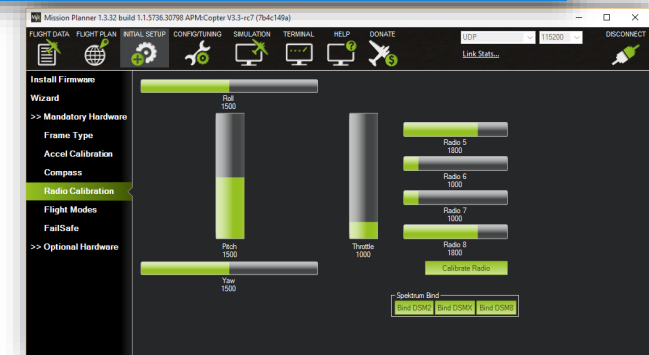 Mission Planner 1.3.32 build 1.1.5736.30798 APM:Copter V3.3-rc7 (7b4c149a)
FLIGHT DATA FLIGHT PLAN INITIAL SETUP CONFIG/TUNING SIMULATION TERMINAL HELP DONATE
UDP 115200 DISCONNECT
Link Stats...
Install Firmware
Wizard
>> Mandatory Hardware
Frame Type
Accel Calibration
Compass
Radio Calibration
Flight Modes
FailSafe
>> Optional Hardware
Roll
1500
Pitch
1500
Throttle
1000
Yaw
1500
Radio 5
1800
Radio 6
1000
Radio 7
1000
Radio 8
1800
Calibrate Radio
Spektrum Bind
Bind DSM2 Bind DSMX Bind DSM8